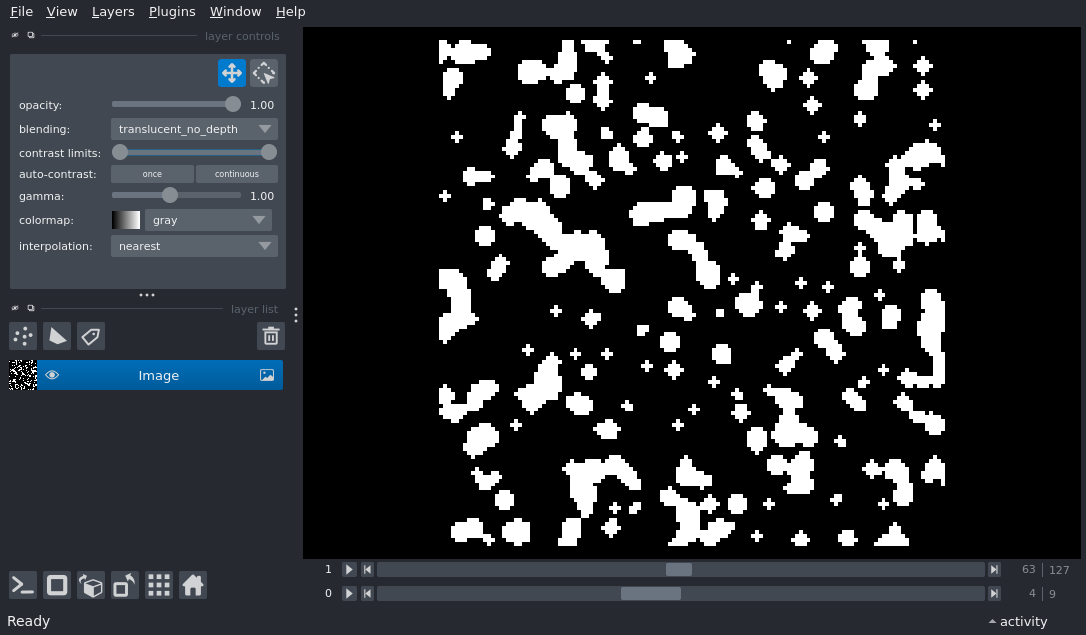 File View Layers Plugins Window Help
layer controls
opacity: 1.00
blending: translucent_no_depth
contrast limits:
auto-contrast: once continuous
gamma: 1.00
colormap: gray
interpolation: nearest
layer list
Image
1 63 127
0 4 9
Ready activity